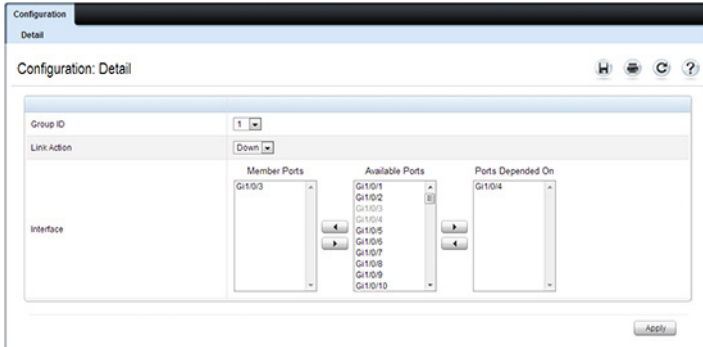 Configuration
Detail
Configuration: Detail
Group ID
1
Link Action
Down
Interface
Member Ports
Available Ports
Ports Depended On
Gi1/0/3
Gi1/0/1
Gi1/0/2
Gi1/0/3
Gi1/0/4
Gi1/0/5
Gi1/0/6
Gi1/0/7
Gi1/0/8
Gi1/0/9
Gi1/0/10
Gi1/0/4
Apply